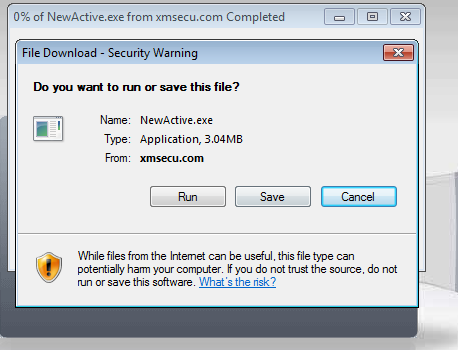 0% of NewActive.exe from xmsecu.com Completed
File Download - Security Warning
Do you want to run or save this file?
Name: NewActive.exe
Type: Application, 3.04MB
From: xmsecu.com
Run Save Cancel
While files from the Internet can be useful, this file type can
potentially harm your computer. If you do not trust the source, do not
run or save this software. What's the risk?